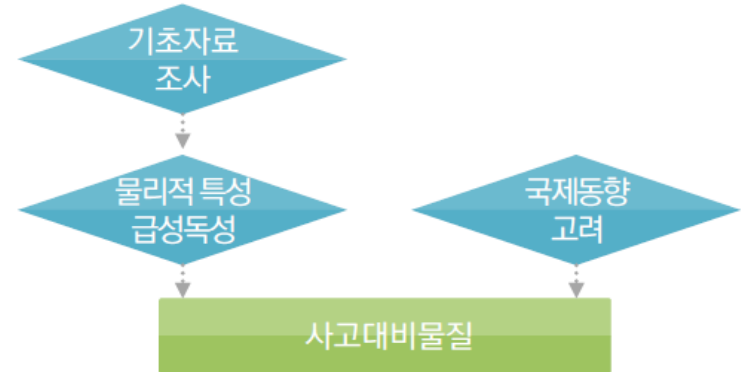 기초자료
조사
물리적 특성
급성독성
국제동향
고려
사고대비물질